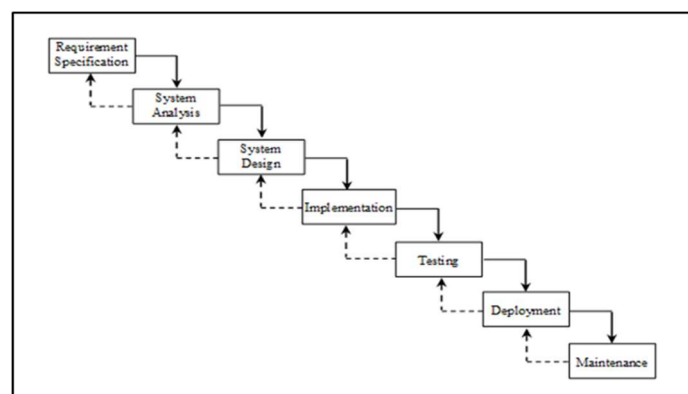 Requirement
Specification
System
Analysis
System
Design
Implementation
Testing
Deployment
Maintenance